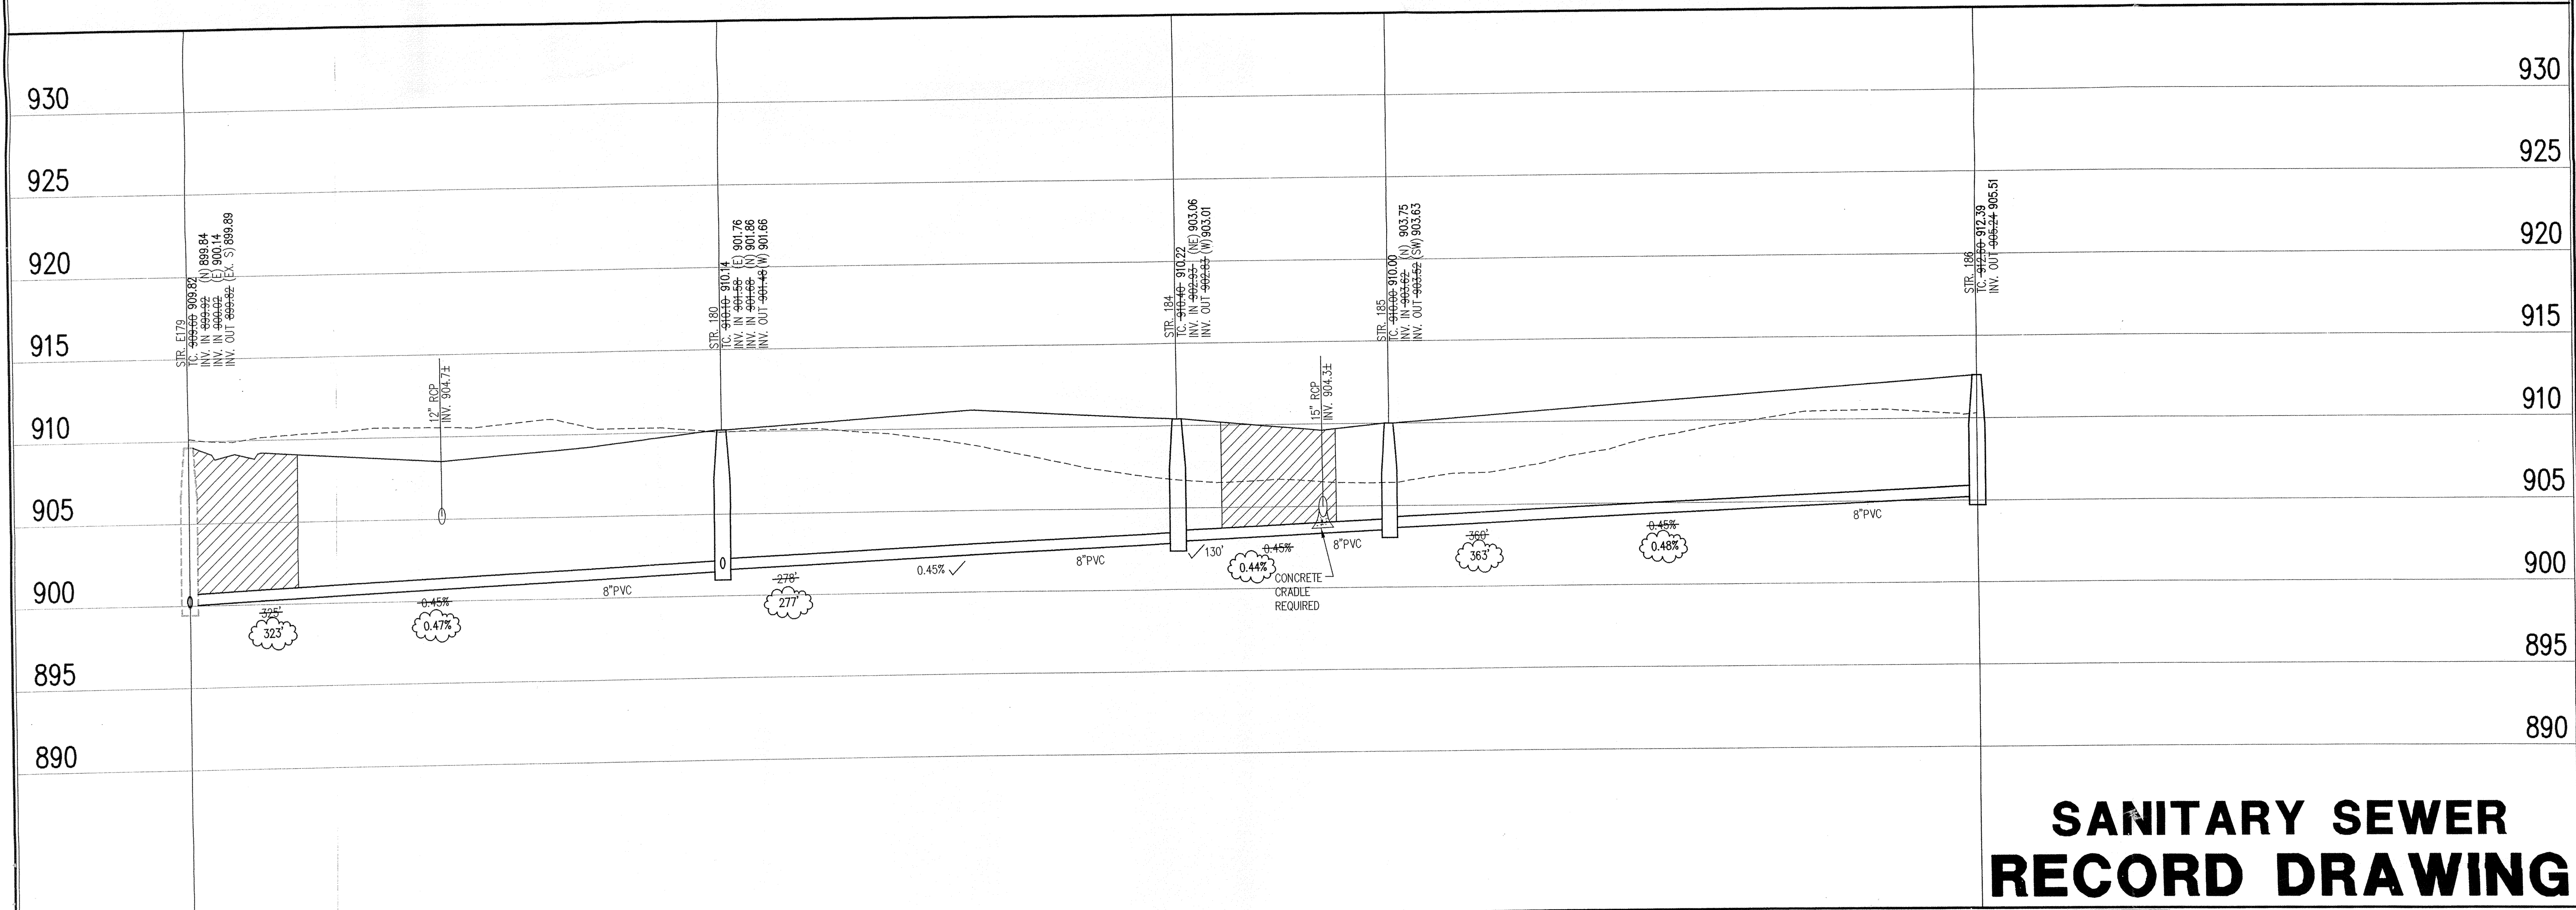 930
925
920
915
910
905
900
895
890
930
925
920
915
910
905
900
895
890
STR. E179
TC. 909.60 909.82
INV. IN 899.92 (N) 899.84
INV. IN 900.02 (E) 900.14
INV. OUT 899.82 (EX. S) 899.89
12" RCP
INV. 904.7±
STR. 180
TC. 910.10 910.14
INV. IN 901.58 (E) 901.76
INV. IN 901.68 (N) 901.86
INV. OUT 901.48 (W) 901.66
STR. 184
TC. 910.40 910.22
INV. IN 902.93 (NE) 903.06
INV. OUT 902.83 (W) 903.01
15" RCP
INV. 904.3±
STR. 185
TC. 910.00 910.00
INV. IN 903.62 (N) 903.75
INV. OUT 903.52 (SW) 903.63
STR. 186
TC. 912.60 912.39
INV. OUT 905.24 905.51
325'
323'
0.45%
0.47%
8"PVC
278'
277'
0.45% ✓
8"PVC
✓ 130'
0.45%
0.44%
8"PVC
CONCRETE
CRADLE
REQUIRED
360'
363'
0.45%
0.48%
8"PVC
SANITARY SEWER
RECORD DRAWING